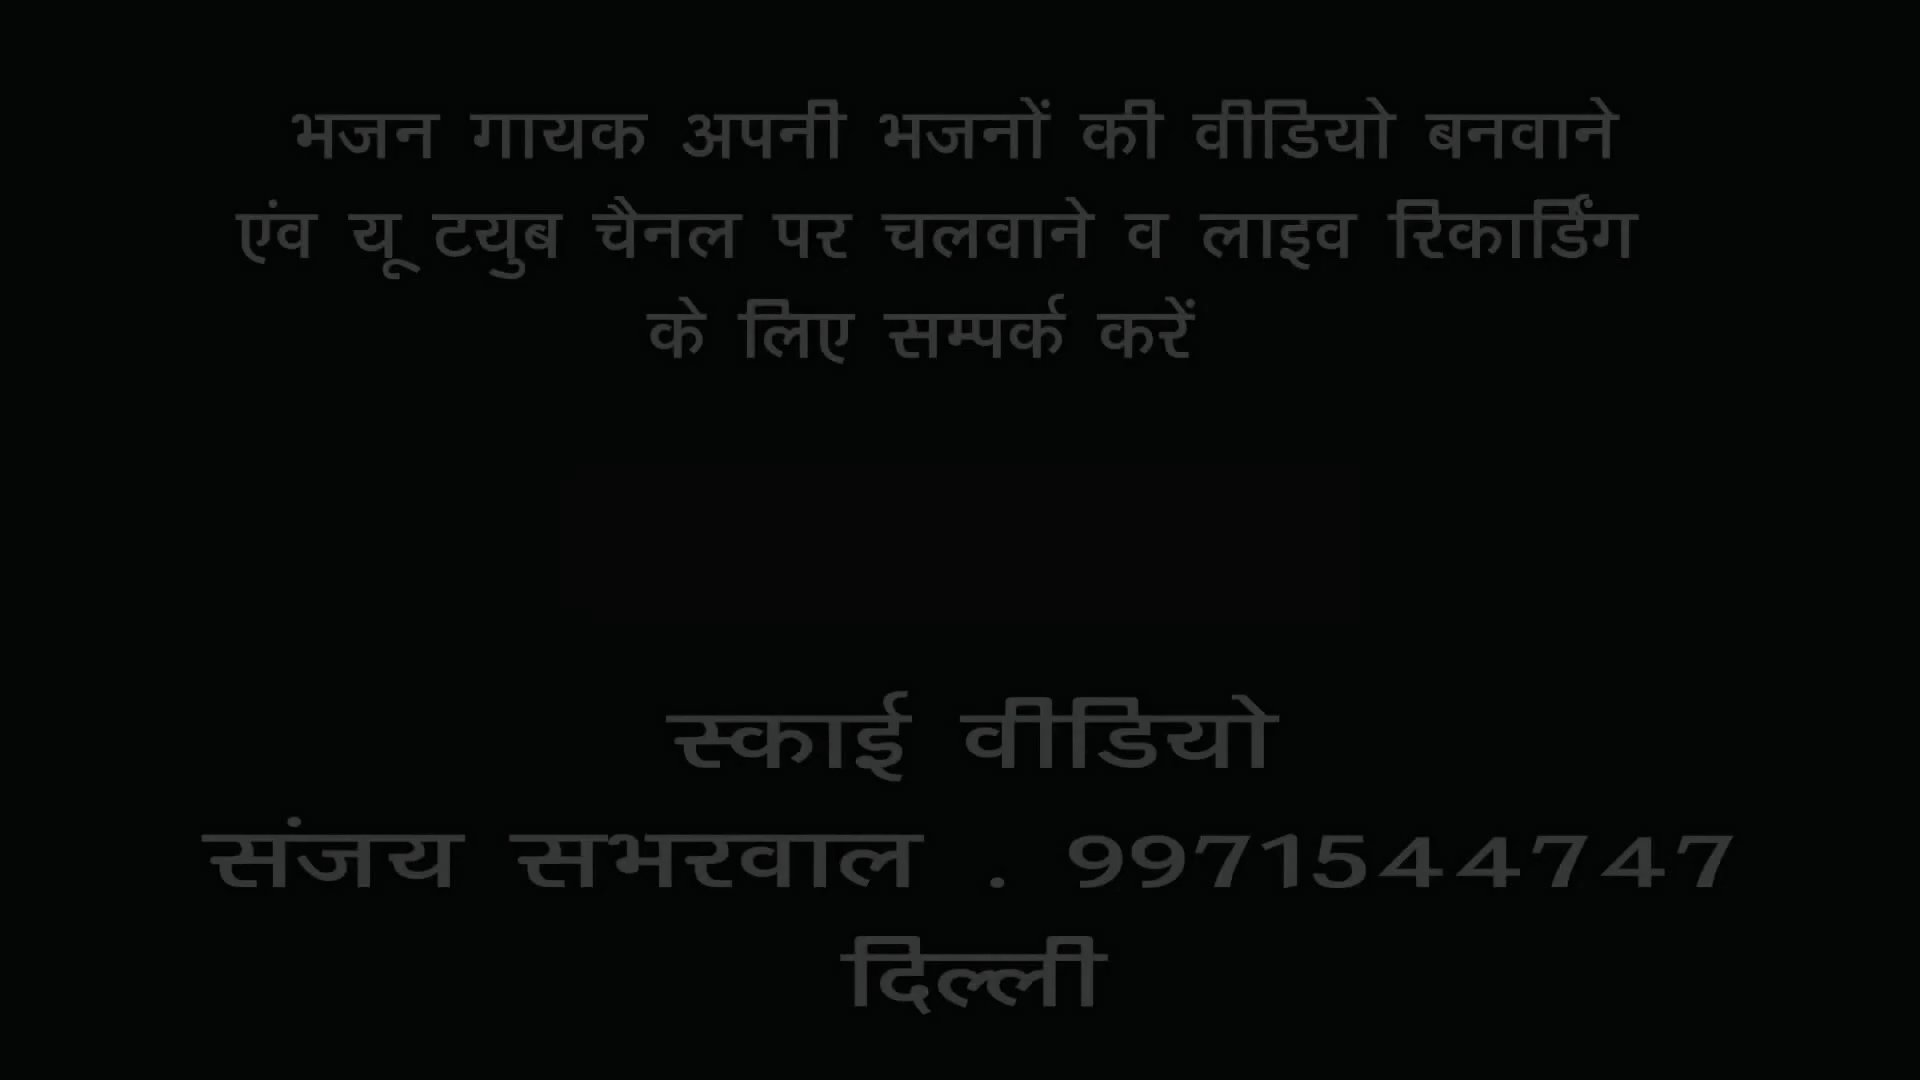 भजन गायक अपनी भजनों की वीडियो बनवाने
एंव यू टयुब चैनल पर चलवाने व लाइव रिकार्डिंग
के लिए सम्पर्क करें
स्काई वीडियो
संजय सभरवाल . 9971544747
दिल्ली